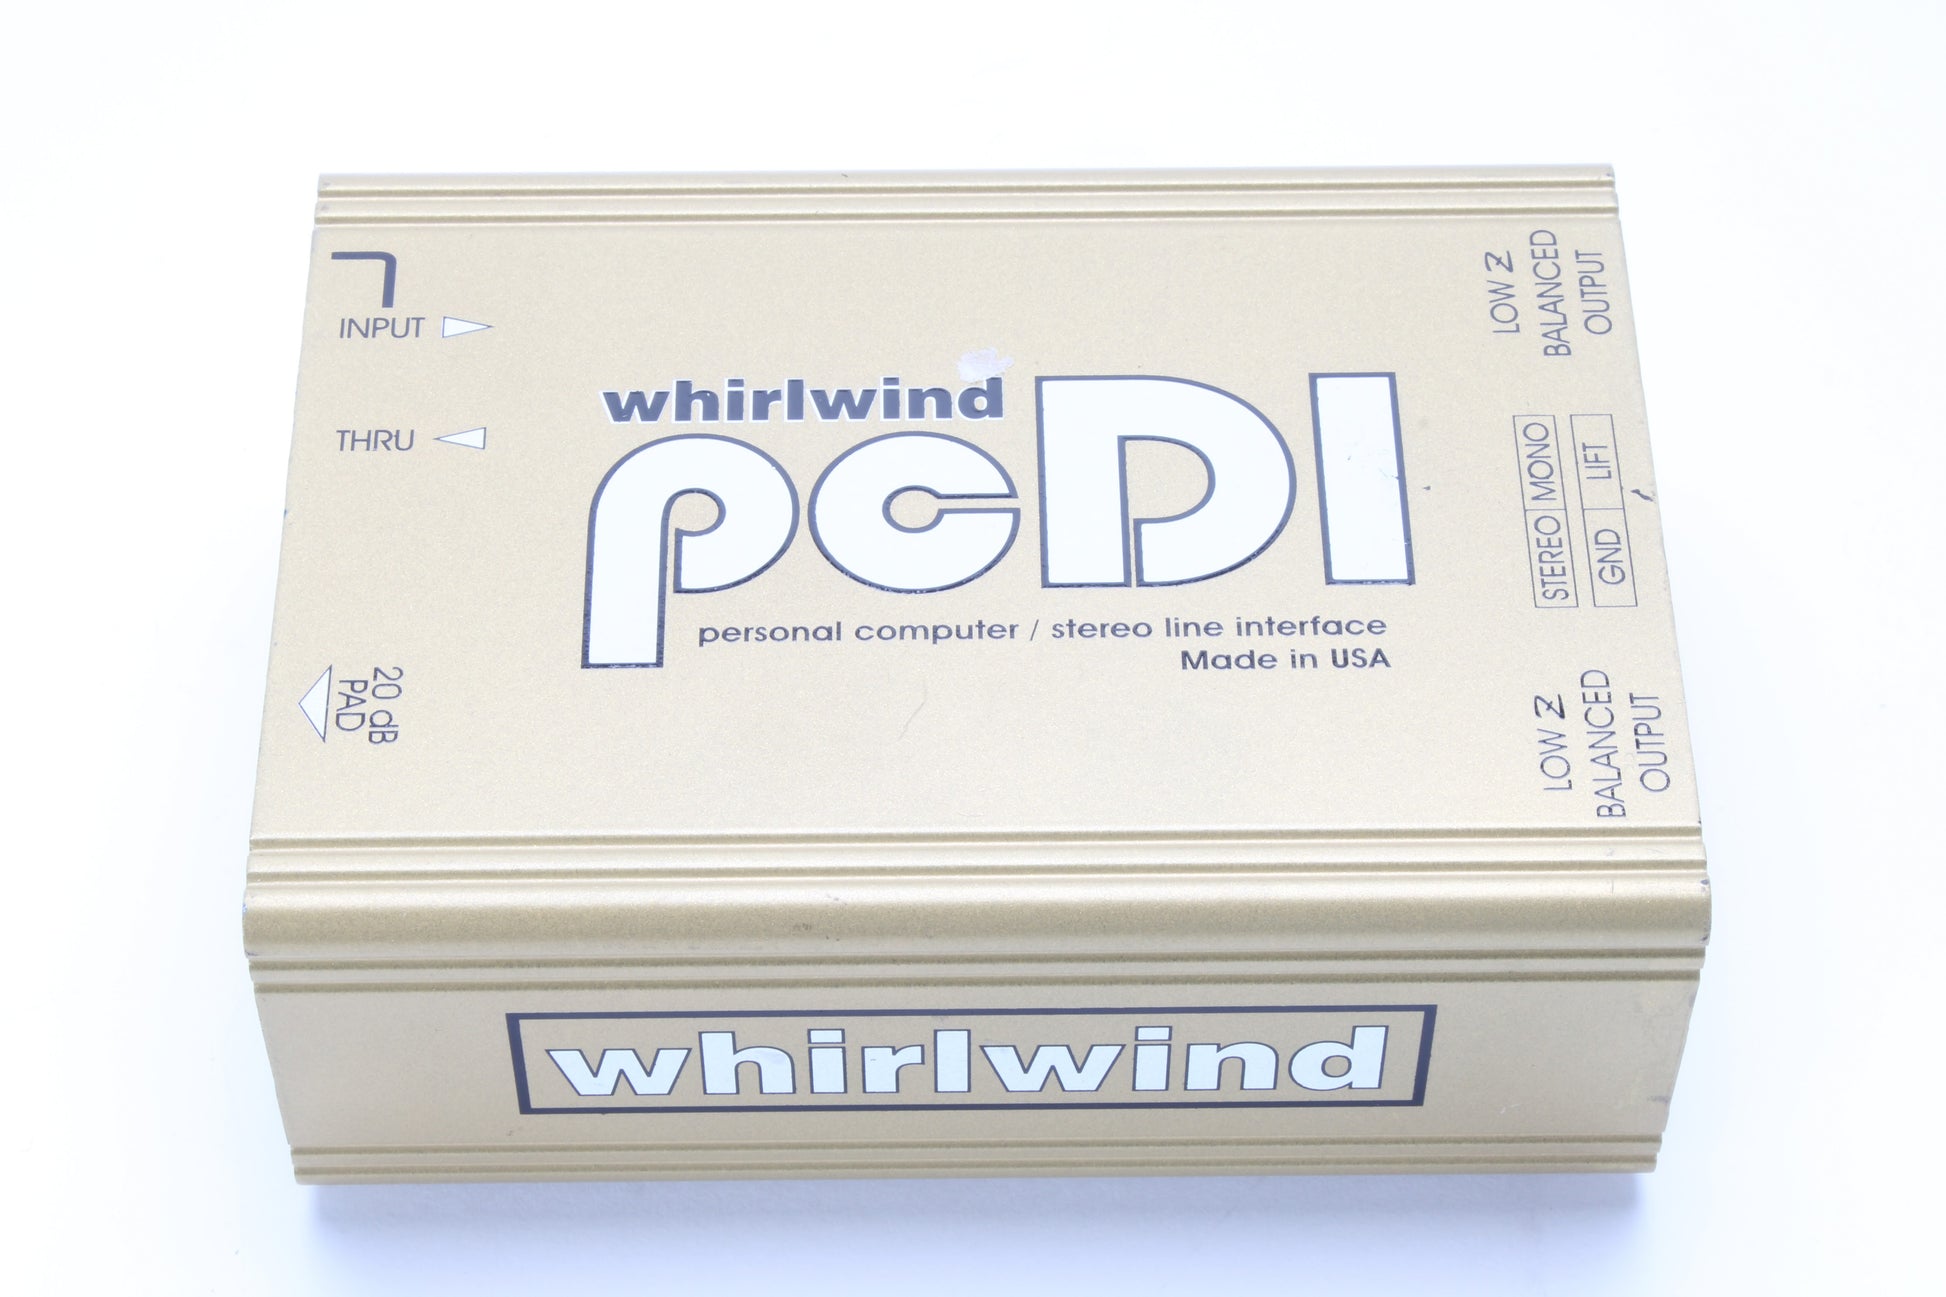 INPUT
THRU
20 dB
PAD
whirlwind
pcDI
personal computer / stereo line interface
Made in USA
LOW Z
BALANCED
OUTPUT
STEREO MONO
GND LIFT
LOW Z
BALANCED
OUTPUT
whirlwind